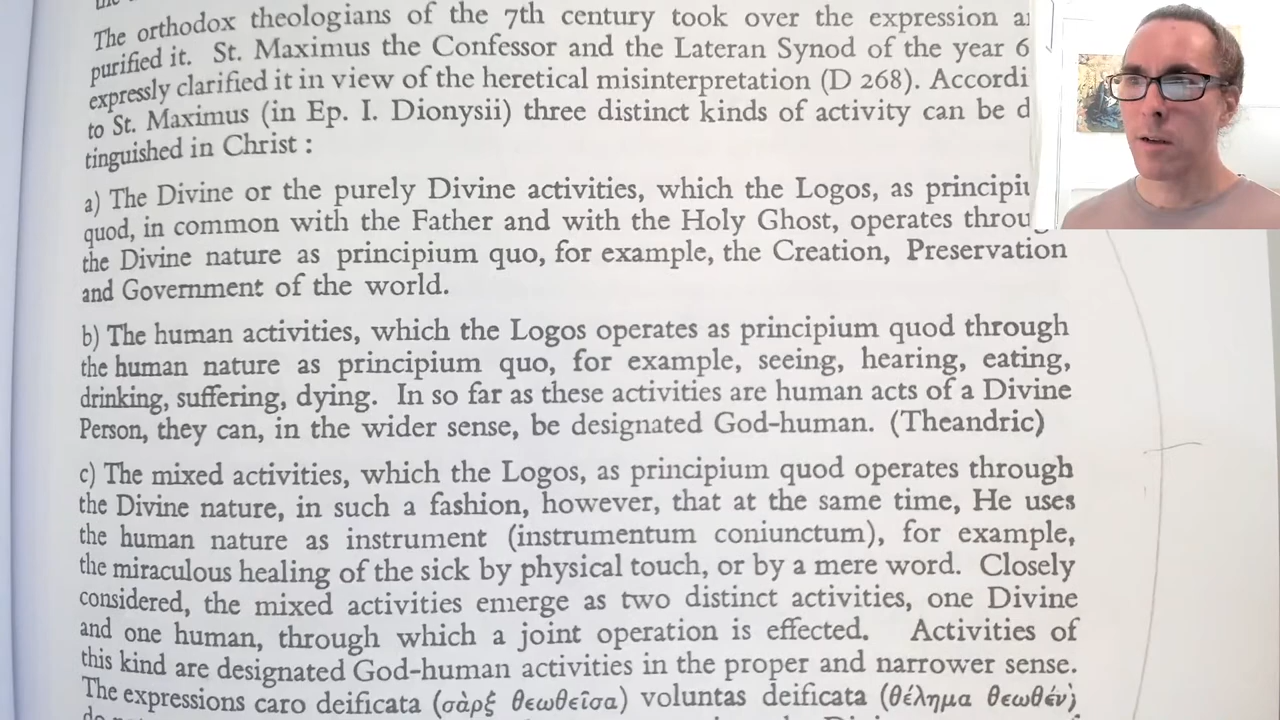 The orthodox theologians of the 7th century took over the expression
purified it. St. Maximus the Confessor and the Lateran Synod of the year 6
expressly clarified it in view of the heretical misinterpretation (D 268). Accordi
to St. Maximus (in Ep. I. Dionysii) three distinct kinds of activity can be d
tinguished in Christ :
a) The Divine or the purely Divine activities, which the Logos, as principiu
quod, in common with the Father and with the Holy Ghost, operates throug
the Divine nature as principium quo, for example, the Creation, Preservation
and Government of the world.
b) The human activities, which the Logos operates as principium quod through
the human nature as principium quo, for example, seeing, hearing, eating,
drinking, suffering, dying. In so far as these activities are human acts of a Divine
Person, they can, in the wider sense, be designated God-human. (Theandric)
c) The mixed activities, which the Logos, as principium quod operates through
the Divine nature, in such a fashion, however, that at the same time, He uses
the human nature as instrument (instrumentum coniunctum), for example,
the miraculous healing of the sick by physical touch, or by a mere word. Closely
considered, the mixed activities emerge as two distinct activities, one Divine
and one human, through which a joint operation is effected. Activities of
this kind are designated God-human activities in the proper and narrower sense.
The expressions caro deificata (σὰρξ θεωθεῖσα) voluntas deificata (θέλημα θεωθέν)